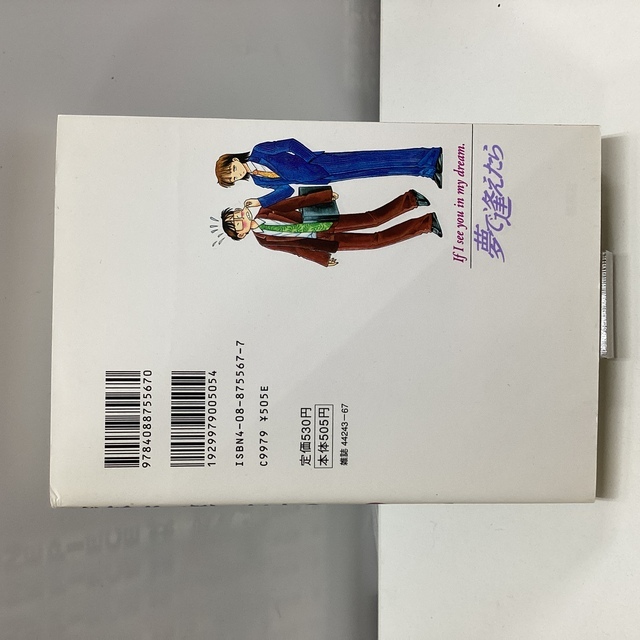 夢で逢えたら
If I see you in my dream.
9784088755670
1929979005054
ISBN4-08-875567-7
C9979 ¥505E
定価530円
本体505円
雑誌 44243-67